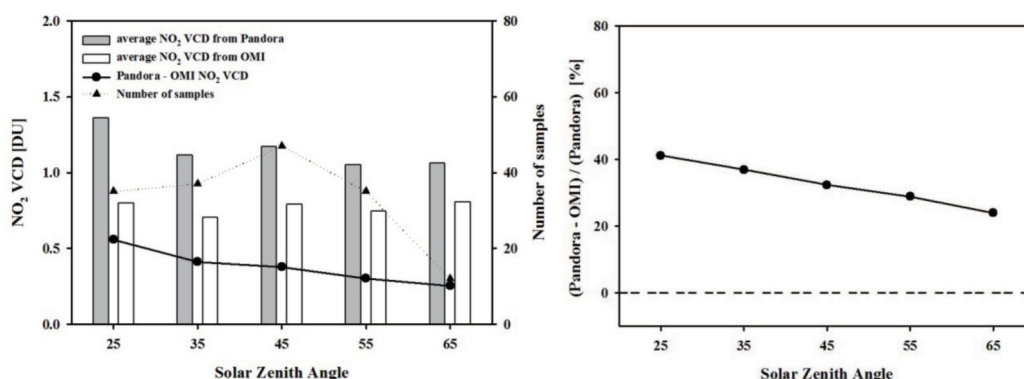 2.0
1.5
1.0
0.5
0.0
NO₂ VCD [DU]
average NO₂ VCD from Pandora
average NO₂ VCD from OMI
Pandora - OMI NO₂ VCD
Number of samples
80
60
40
20
0
Number of samples
25 35 45 55 65
Solar Zenith Angle
80
60
40
20
0
(Pandora - OMI) / (Pandora) [%]
25 35 45 55 65
Solar Zenith Angle